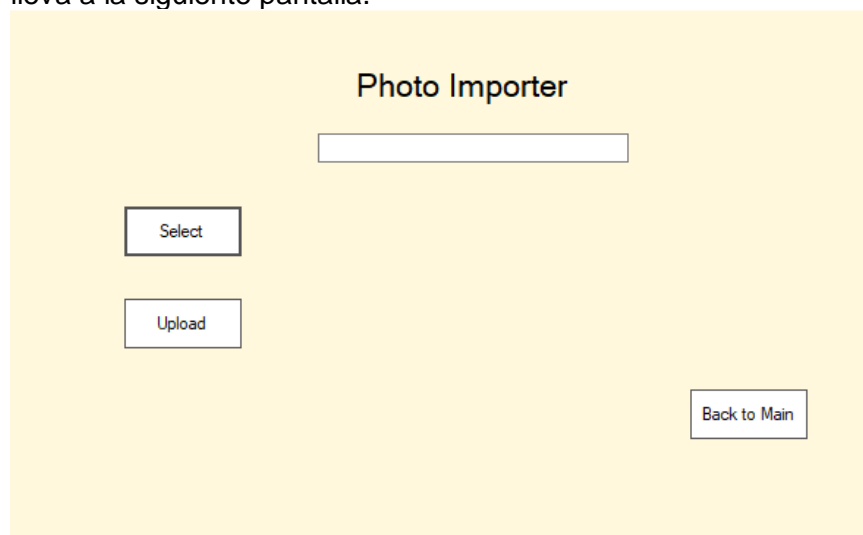 lleva a la siguiente pantalla:
Photo Importer
Select
Upload
Back to Main